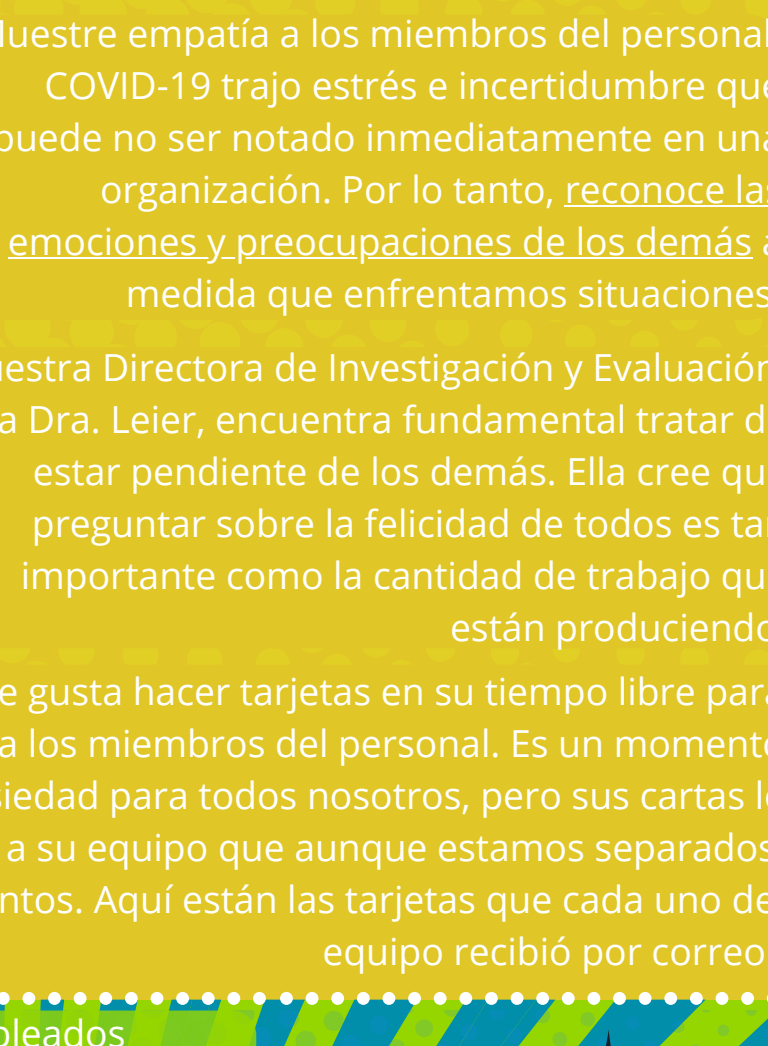 uestre empatía a los miembros del personal
COVID-19 trajo estrés e incertidumbre que
puede no ser notado inmediatamente en una
organización. Por lo tanto, reconoce las
emociones y preocupaciones de los demás a
medida que enfrentamos situaciones
uestra Directora de Investigación y Evaluación
a Dra. Leier, encuentra fundamental tratar d
estar pendiente de los demás. Ella cree qu
preguntar sobre la felicidad de todos es tan
importante como la cantidad de trabajo qu
están produciendo
e gusta hacer tarjetas en su tiempo libre para
a los miembros del personal. Es un momento
siedad para todos nosotros, pero sus cartas le
a su equipo que aunque estamos separados
ntos. Aquí están las tarjetas que cada uno de
equipo recibió por correo
pleados